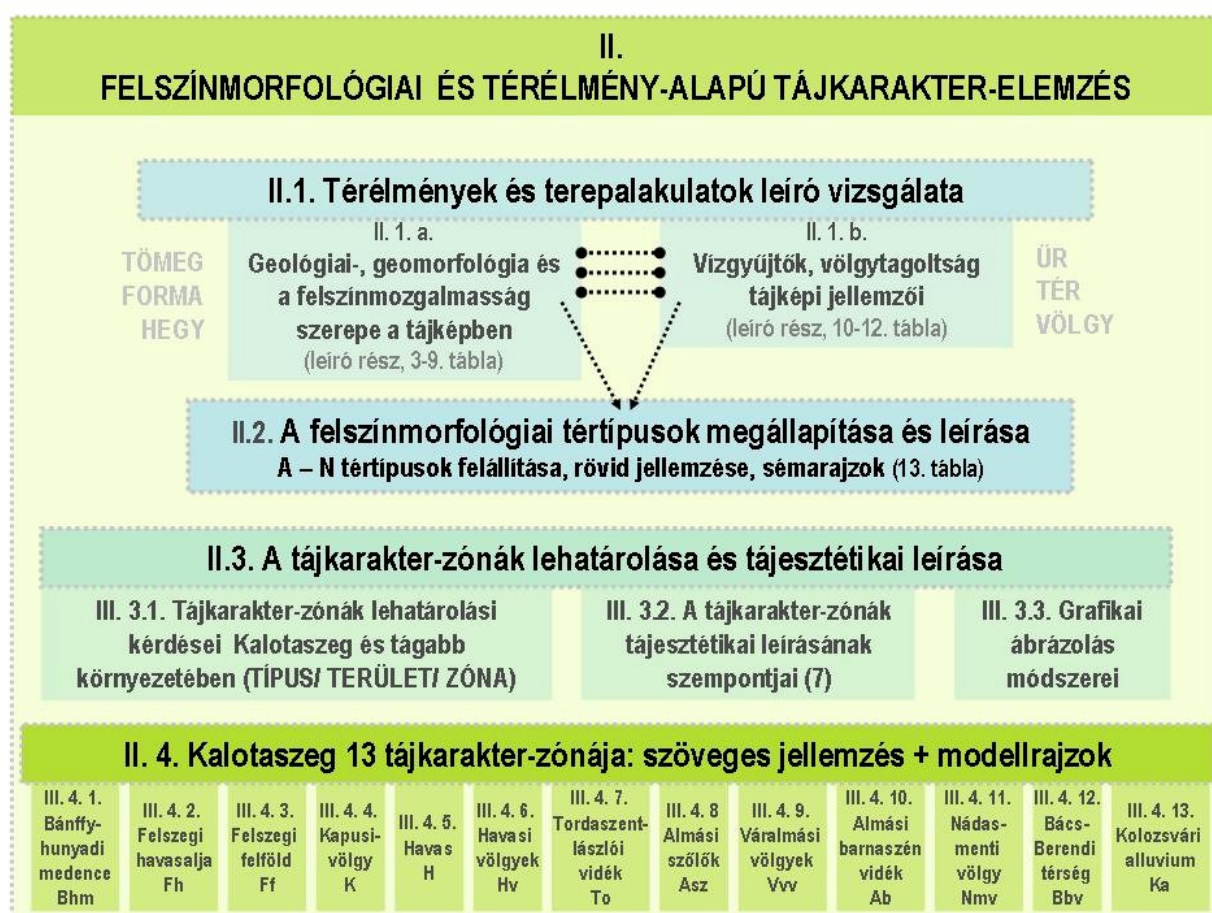 II.
FELSZÍNMORFOLÓGIAI ÉS TÉRÉLMÉNY-ALAPÚ TÁJKARAKTER-ELEMZÉS
II.1. Térélmények és terepalakulatok leíró vizsgálata
TÖMEG
FORMA
HEGY
II. 1. a.
Geológiai-, geomorfológia és
a felszínmozgalmasság
szerepe a tájképben
(leíró rész, 3-9. tábla)
II. 1. b.
Vízgyűjtők, völgytagoltság
tájképi jellemzői
(leíró rész, 10-12. tábla)
ŰR
TÉR
VÖLGY
II.2. A felszínmorfológiai tértípusok megállapítása és leírása
A – N tértípusok felállítása, rövid jellemzése, sémarajzok (13. tábla)
II.3. A tájkarakter-zónák lehatárolása és tájesztétikai leírása
III. 3.1. Tájkarakter-zónák lehatárolási
kérdései Kalotaszeg és tágabb
környezetében (TÍPUS/ TERÜLET/ ZÓNA)
III. 3.2. A tájkarakter-zónák
tájesztétikai leírásának
szempontjai (7)
III. 3.3. Grafikai
ábrázolás
módszerei
II. 4. Kalotaszeg 13 tájkarakter-zónája: szöveges jellemzés + modellrajzok
III. 4. 1.
Bánffy-
hunyadi
medence
Bhm
III. 4. 2.
Felszegi
havasalja
Fh
III. 4. 3.
Felszegi
felföld
Ff
III. 4. 4.
Kapusi-
völgy
K
III. 4. 5.
Havas
H
III. 4. 6.
Havasi
völgyek
Hv
III. 4. 7.
Tordaszent-
lászlói
vidék
To
III. 4. 8
Almási
szőlők
Asz
III. 4. 9.
Váralmási
völgyek
Vvv
III. 4. 10.
Almási
barnaszén
vidék
Ab
III. 4. 11.
Nádas-
menti
völgy
Nmv
III. 4. 12.
Bács-
Berendi
térség
Bbv
III. 4. 13.
Kolozsvári
alluvium
Ka